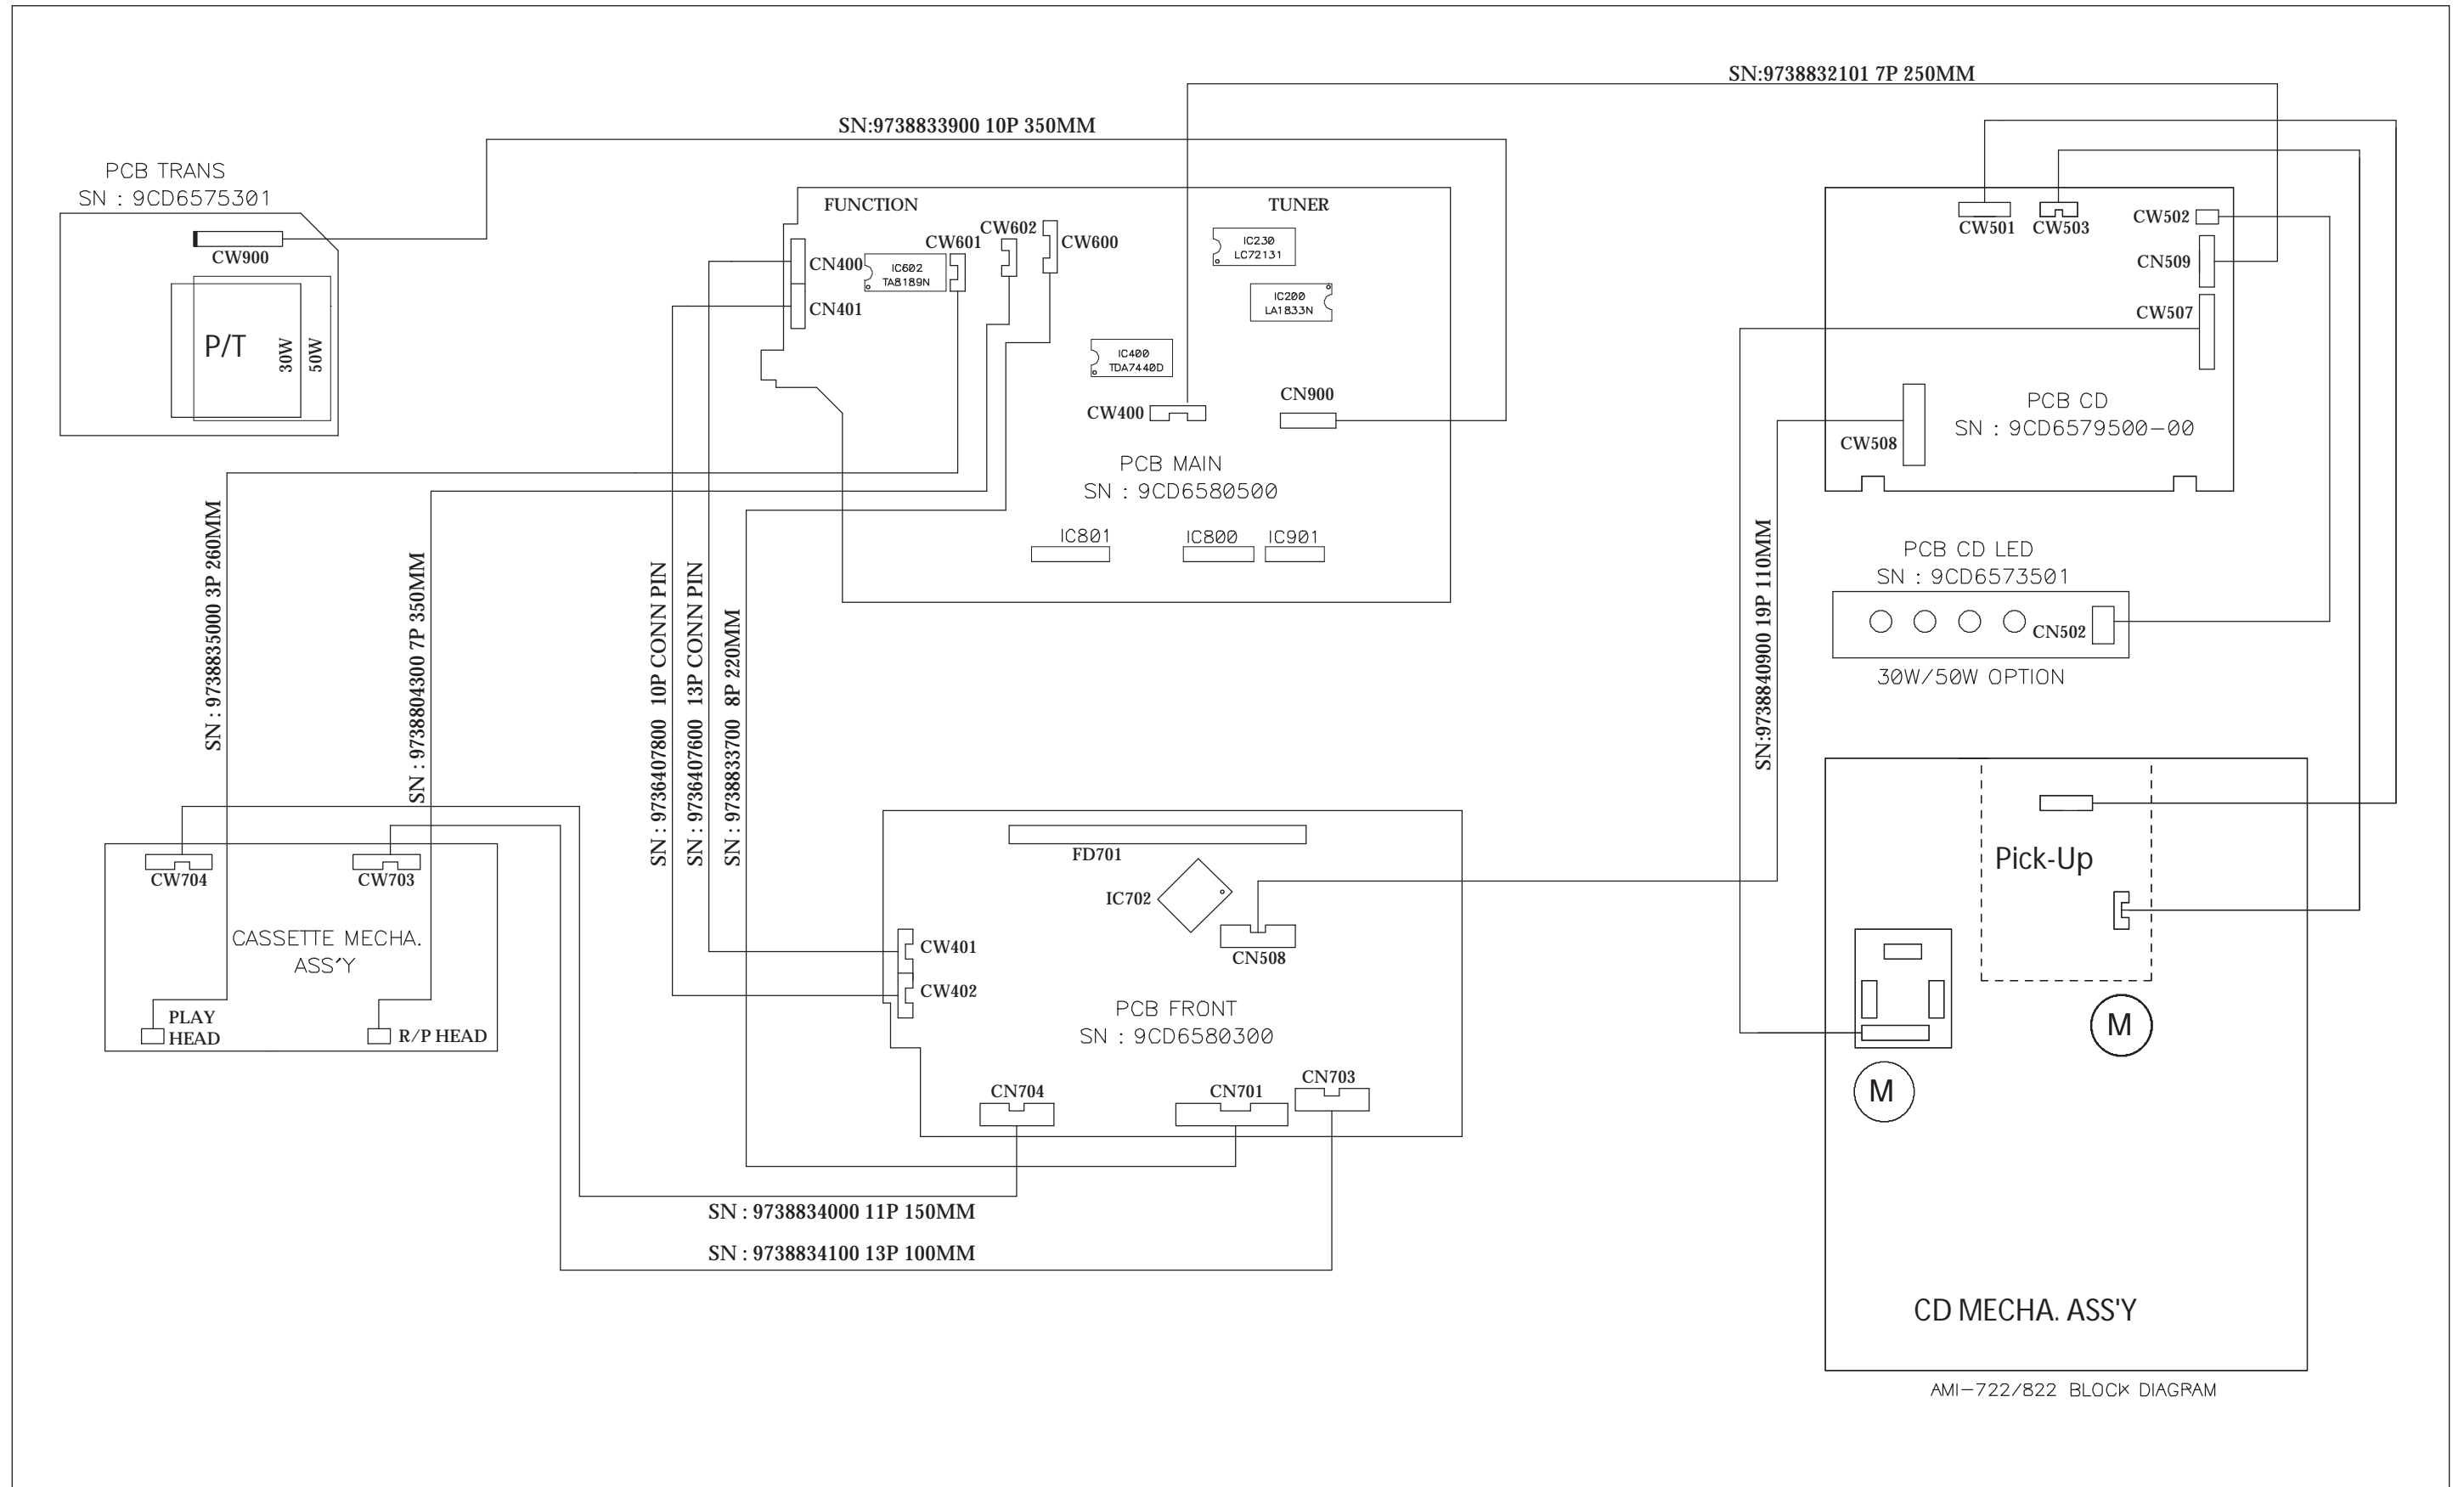 SN:9738832101 7P 250MM
SN:9738833900 10P 350MM
PCB TRANS
SN : 9CD6575301
CW900
P/T
30W
50W
FUNCTION
TUNER
CN400
CN401
IC602
TA8189N
CW601
CW602
CW600
IC230
LC72131
IC200
LA1833N
IC400
TDA7440D
CW400
CN900
PCB MAIN
SN : 9CD6580500
IC801
IC800
IC901
CW501
CW503
CW502
CN509
CW507
CW508
PCB CD
SN : 9CD6579500-00
PCB CD LED
SN : 9CD6573501
CN502
30W/50W OPTION
SN : 9738835000 3P 260MM
SN : 9738804300 7P 350MM
SN : 9736407800 10P CONN PIN
SN : 9736407600 13P CONN PIN
SN : 9738833700 8P 220MM
SN:9738840900 19P 110MM
CW704
CW703
CASSETTE MECHA.
ASS'Y
PLAY
HEAD
R/P HEAD
FD701
IC702
CN508
CW401
CW402
PCB FRONT
SN : 9CD6580300
CN704
CN701
CN703
SN : 9738834000 11P 150MM
SN : 9738834100 13P 100MM
Pick-Up
M
M
CD MECHA. ASS'Y
AMI-722/822 BLOCK DIAGRAM